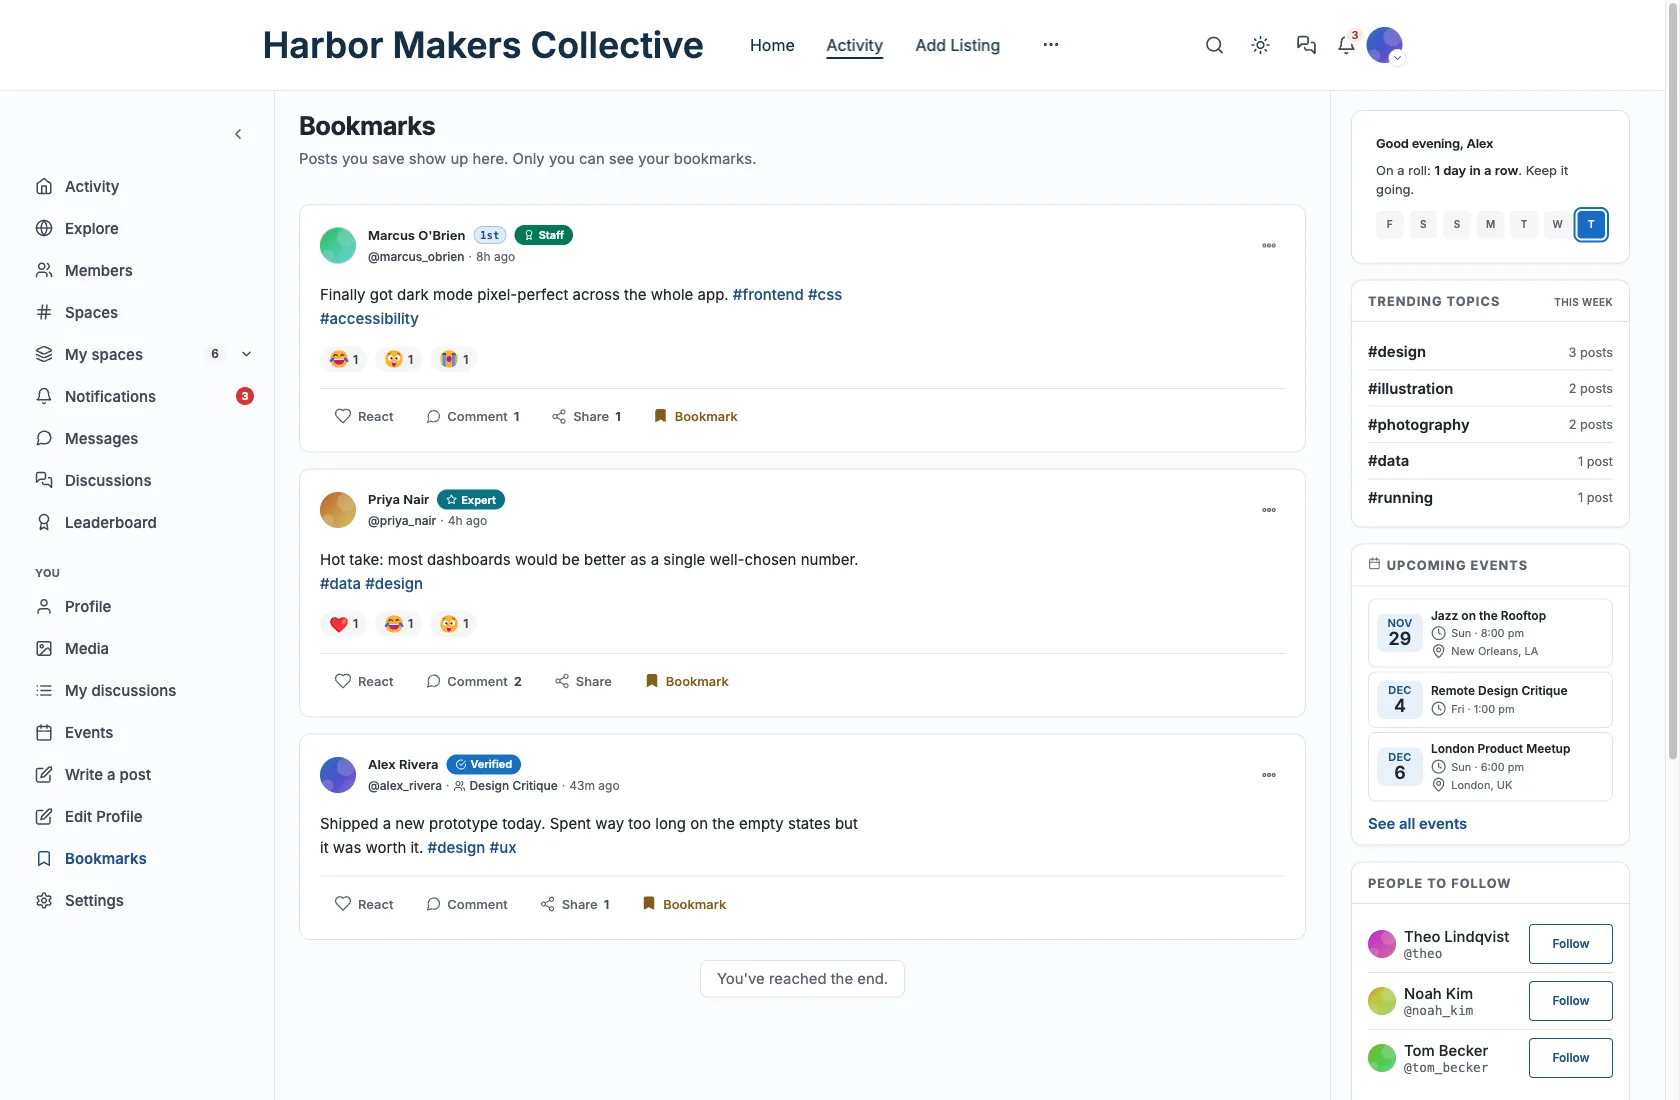 Harbor Makers Collective
Home
Activity
Add Listing
3
Activity
Explore
Members
Spaces
My spaces 6
Notifications 3
Messages
Discussions
Leaderboard
YOU
Profile
Media
My discussions
Events
Write a post
Edit Profile
Bookmarks
Settings
Bookmarks
Posts you save show up here. Only you can see your bookmarks.
Marcus O'Brien 1st Staff
@marcus_obrien · 8h ago
Finally got dark mode pixel-perfect across the whole app. #frontend #css
#accessibility
1 1 1
React Comment 1 Share 1 Bookmark
Priya Nair Expert
@priya_nair · 4h ago
Hot take: most dashboards would be better as a single well-chosen number.
#data #design
1 1 1
React Comment 2 Share Bookmark
Alex Rivera Verified
@alex_rivera · Design Critique · 43m ago
Shipped a new prototype today. Spent way too long on the empty states but
it was worth it. #design #ux
React Comment Share 1 Bookmark
You've reached the end.
Good evening, Alex
On a roll: 1 day in a row. Keep it
going.
F S S M T W T
TRENDING TOPICS THIS WEEK
#design 3 posts
#illustration 2 posts
#photography 2 posts
#data 1 post
#running 1 post
UPCOMING EVENTS
NOV
29
Jazz on the Rooftop
Sun · 8:00 pm
New Orleans, LA
DEC
4
Remote Design Critique
Fri · 1:00 pm
DEC
6
London Product Meetup
Sun · 6:00 pm
London, UK
See all events
PEOPLE TO FOLLOW
Theo Lindqvist
@theo
Follow
Noah Kim
@noah_kim
Follow
Tom Becker
@tom_becker
Follow